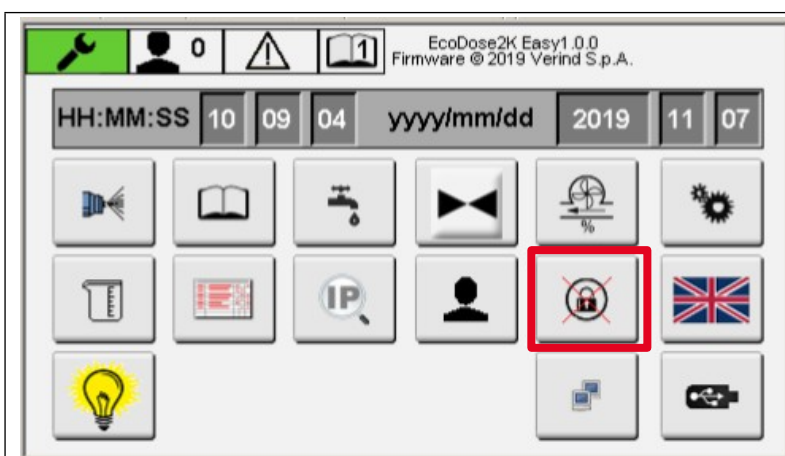 0
1
EcoDose2K Easy1.0.0
Firmware © 2019 Verind S.p.A.
HH:MM:SS 10 09 04 yyyy/mm/dd 2019 11 07
%
IP